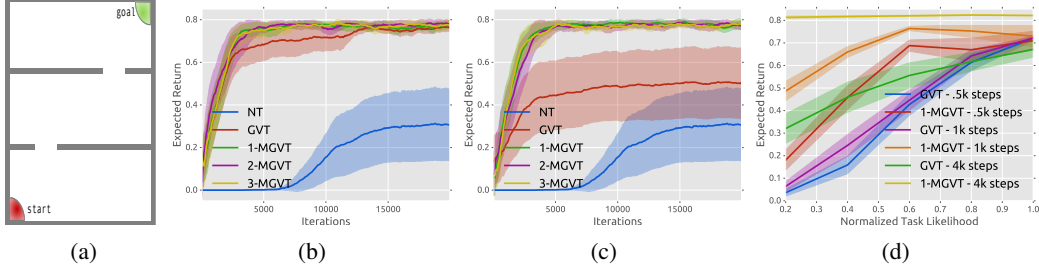 goal
start
(a)
Expected Return
0.8
0.6
0.4
0.2
0.0
NT
GVT
1-MGVT
2-MGVT
3-MGVT
5000 10000 15000
Iterations
(b)
Expected Return
0.8
0.6
0.4
0.2
0.0
NT
GVT
1-MGVT
2-MGVT
3-MGVT
5000 10000 15000
Iterations
(c)
Expected Return
0.8
0.7
0.6
0.5
0.4
0.3
0.2
0.1
0.0
GVT - .5k steps
1-MGVT - .5k steps
GVT - 1k steps
1-MGVT - 1k steps
GVT - 4k steps
1-MGVT - 4k steps
0.2 0.3 0.4 0.5 0.6 0.7 0.8 0.9 1.0
Normalized Task Likelihood
(d)